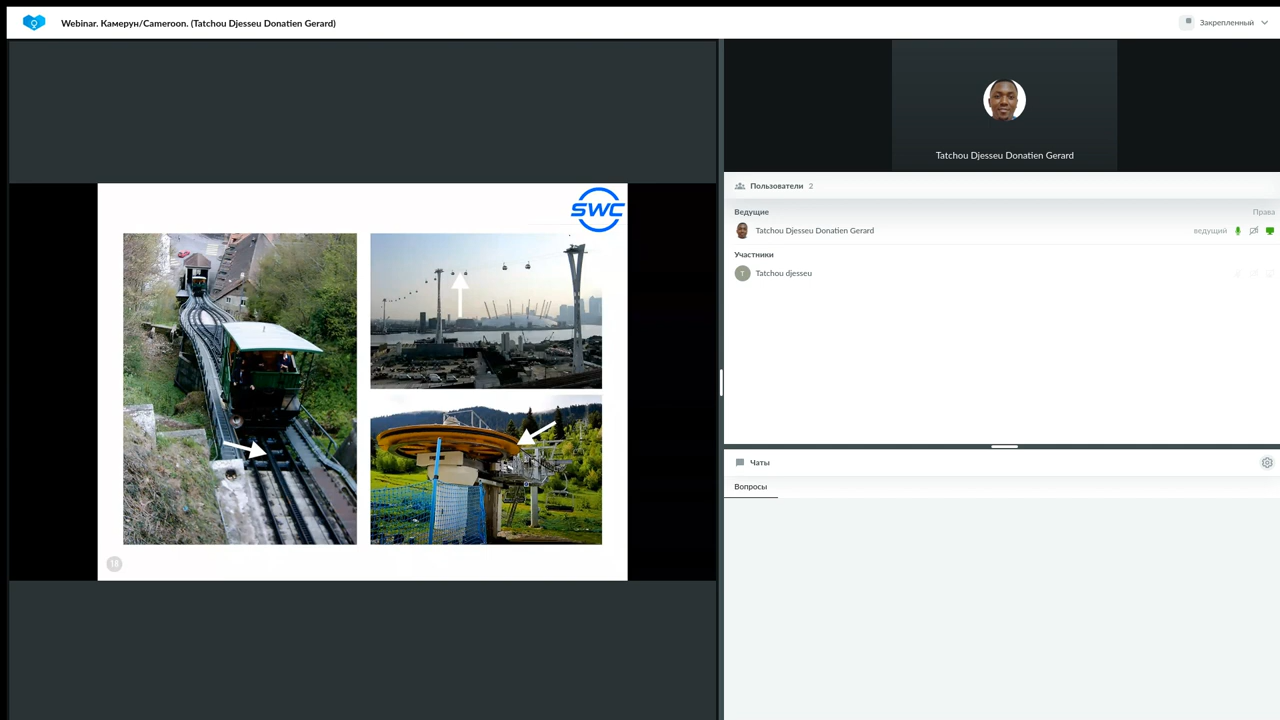 Webinar. Камерун/Cameroon. (Tatchou Djesseu Donatien Gerard)
Закрепленный
Tatchou Djesseu Donatien Gerard
Пользователи 2
Ведущие Права
Tatchou Djesseu Donatien Gerard ведущий
Участники
T Tatchou djesseu
SWC
18
Чаты
Вопросы